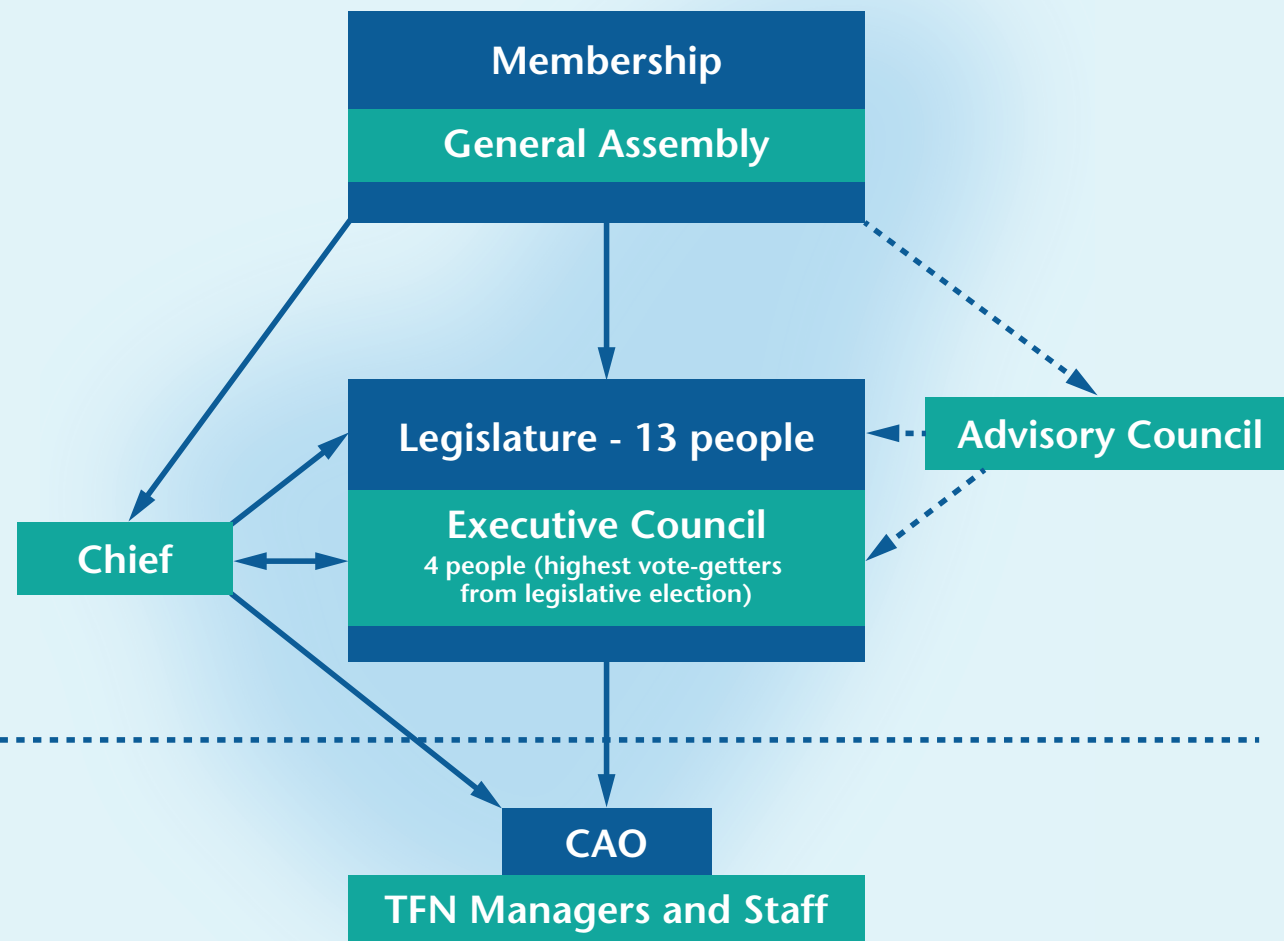 Membership
General Assembly
Legislature - 13 people
Advisory Council
Executive Council
4 people (highest vote-getters
from legislative election)
Chief
CAO
TFN Managers and Staff